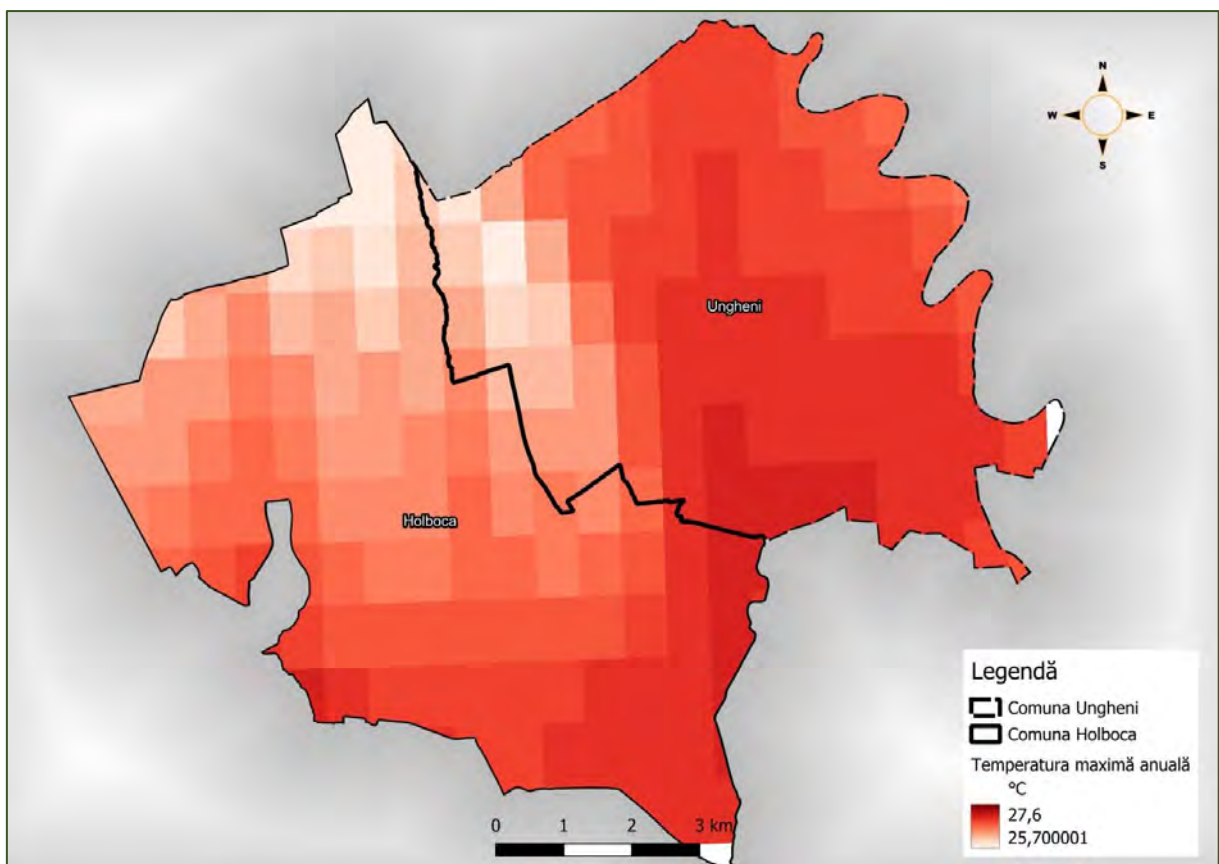 N
W E
S
Ungheni
Holboca
Legendă
Comuna Ungheni
Comuna Holboca
Temperatura maximă anuală
°C
27,6
25,700001
0 1 2 3 km